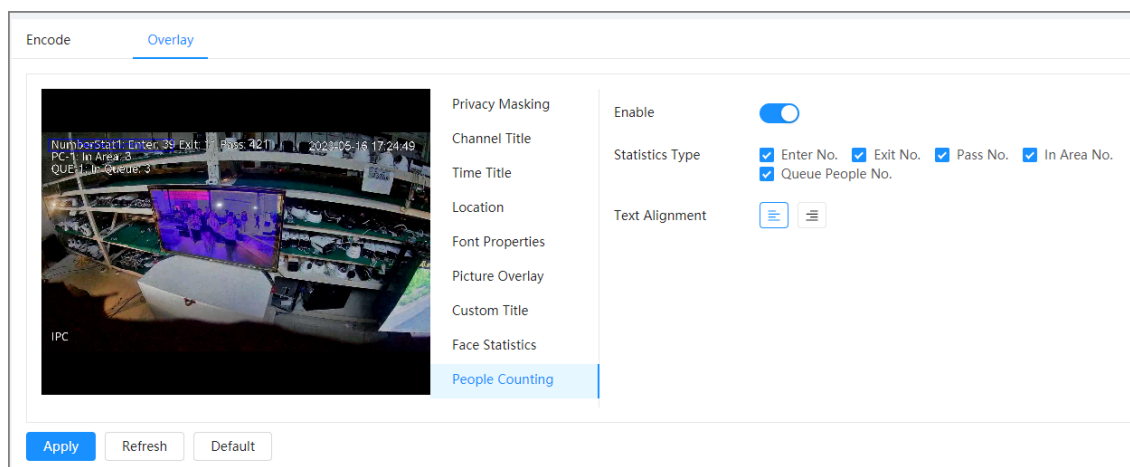 Encode
Overlay
NumberStat1: Enter: 39 Exit: 17 Pass: 421
17:24:49
PC-1: In Area: 3
QUE-1: In Queue: 3
IPC
Privacy Masking
Channel Title
Time Title
Location
Font Properties
Picture Overlay
Custom Title
Face Statistics
People Counting
Enable
Statistics Type
Enter No. Exit No. Pass No. In Area No.
Queue People No.
Text Alignment
Apply Refresh Default